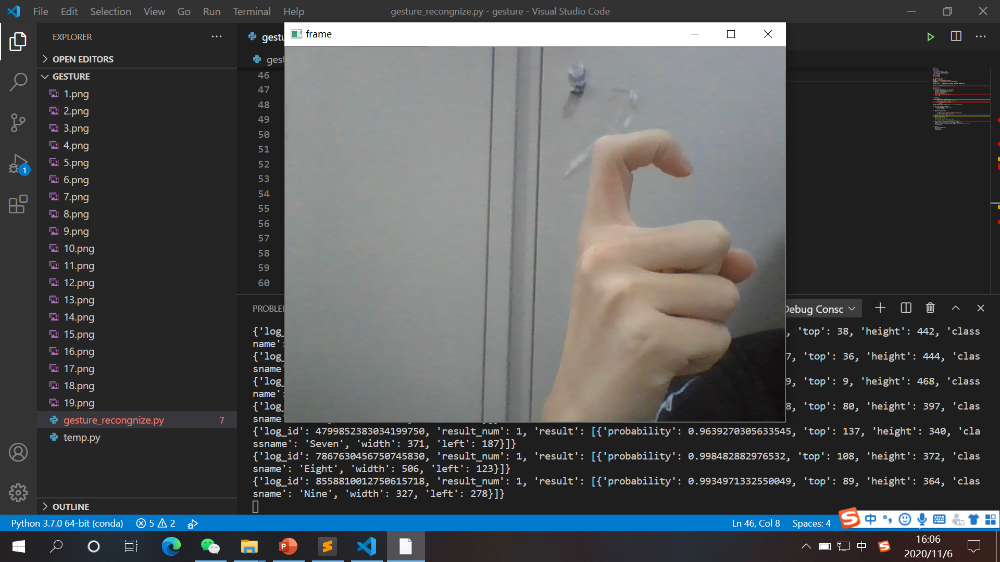 File Edit Selection View Go Run Terminal Help
gesture_recongnize.py - gesture - Visual Studio Code
EXPLORER
OPEN EDITORS
GESTURE
1.png
2.png
3.png
4.png
5.png
6.png
7.png
8.png
9.png
10.png
11.png
12.png
13.png
14.png
15.png
16.png
17.png
18.png
19.png
gesture_recongnize.py 7
temp.py
OUTLINE
1
gestu
gest
frame
46
47
48
49
50
51
52
53
54
55
56
57
58
59
60
PROBLEM
Debug Consc
{'log_ , 'top': 38, 'height': 442, 'class
name':
{'log_ 7, 'top': 36, 'height': 444, 'clas
sname'
{'log_ 9, 'top': 9, 'height': 468, 'class
name':
{'log_ 8, 'top': 80, 'height': 397, 'clas
sname'
{'log_id': 4799852383034199750, 'result_num': 1, 'result': [{'probability': 0.9639270305633545, 'top': 137, 'height': 340, 'cla
ssname': 'Seven', 'width': 371, 'left': 187}]}
{'log_id': 7867630456750745830, 'result_num': 1, 'result': [{'probability': 0.998482882976532, 'top': 108, 'height': 372, 'clas
sname': 'Eight', 'width': 506, 'left': 123}]}
{'log_id': 8558810012750615718, 'result_num': 1, 'result': [{'probability': 0.9934971332550049, 'top': 89, 'height': 364, 'clas
sname': 'Nine', 'width': 327, 'left': 278}]}
Python 3.7.0 64-bit (conda) 5 2
Ln 46, Col 8 Spaces: 4
中
中
16:06
2020/11/6